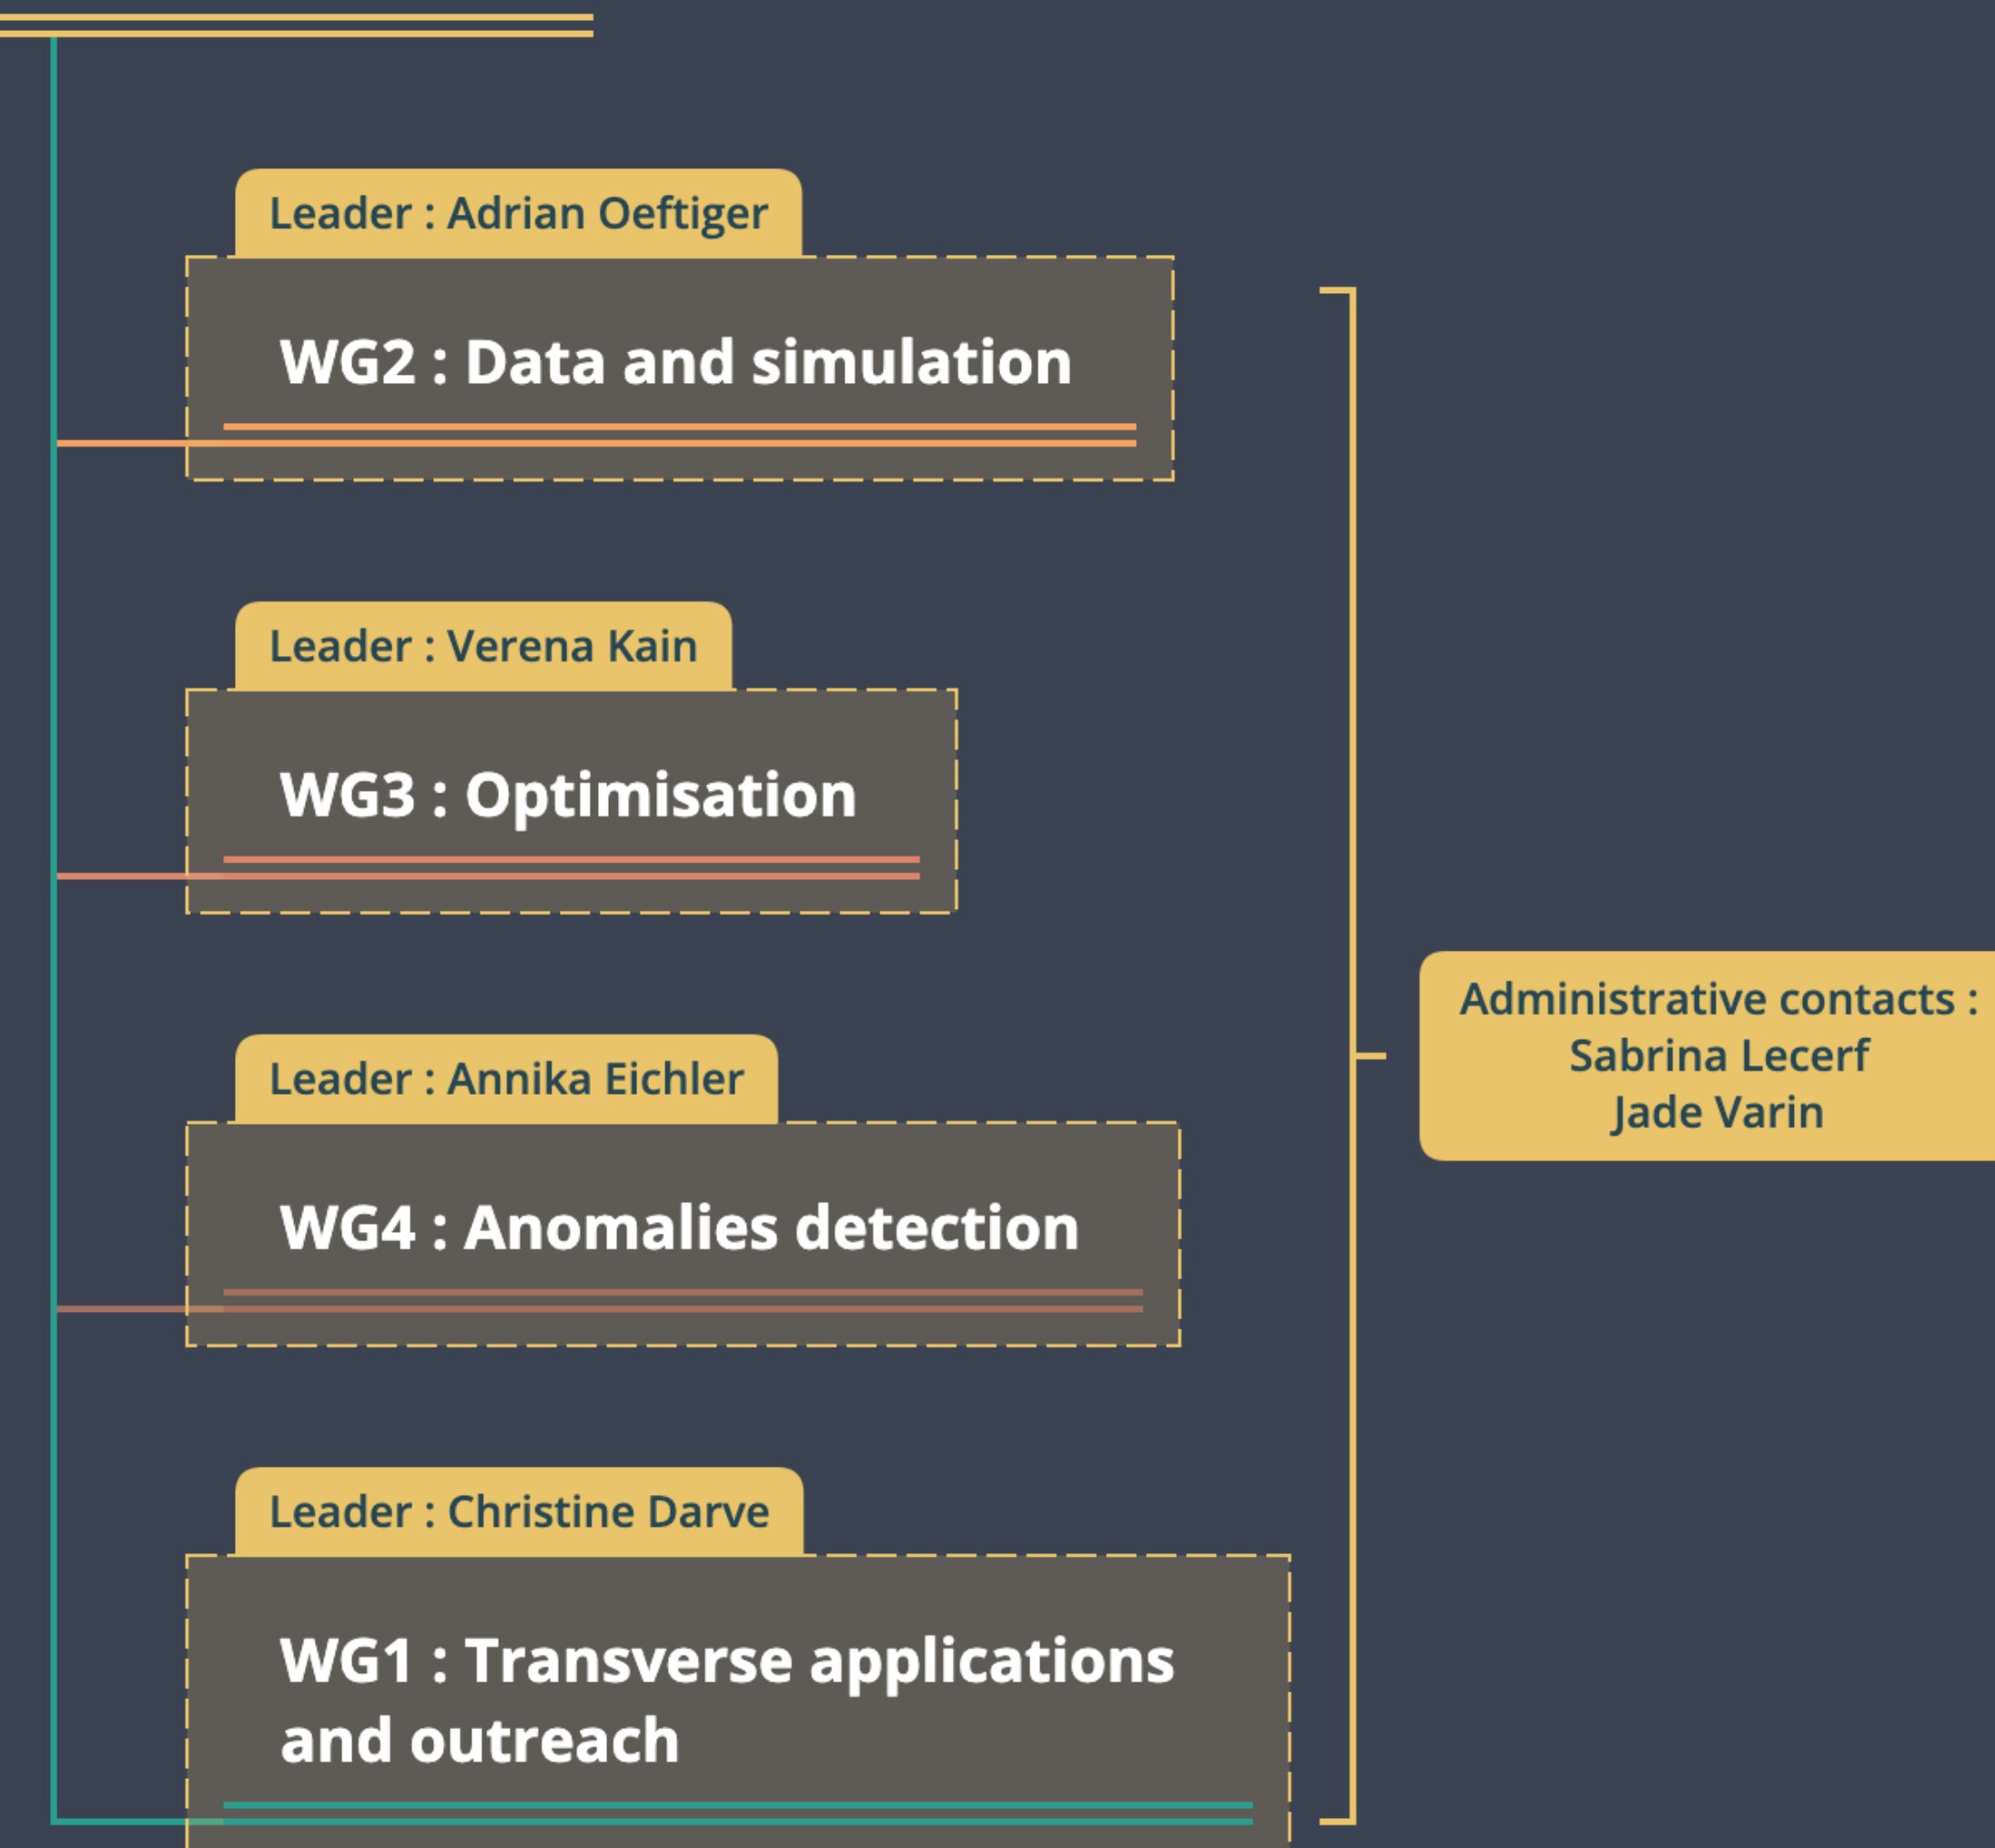 Leader : Adrian Oeftiger
WG2 : Data and simulation
Leader : Verena Kain
WG3 : Optimisation
Leader : Annika Eichler
WG4 : Anomalies detection
Administrative contacts :
Sabrina Lecerf
Jade Varin
Leader : Christine Darve
WG1 : Transverse applications
and outreach